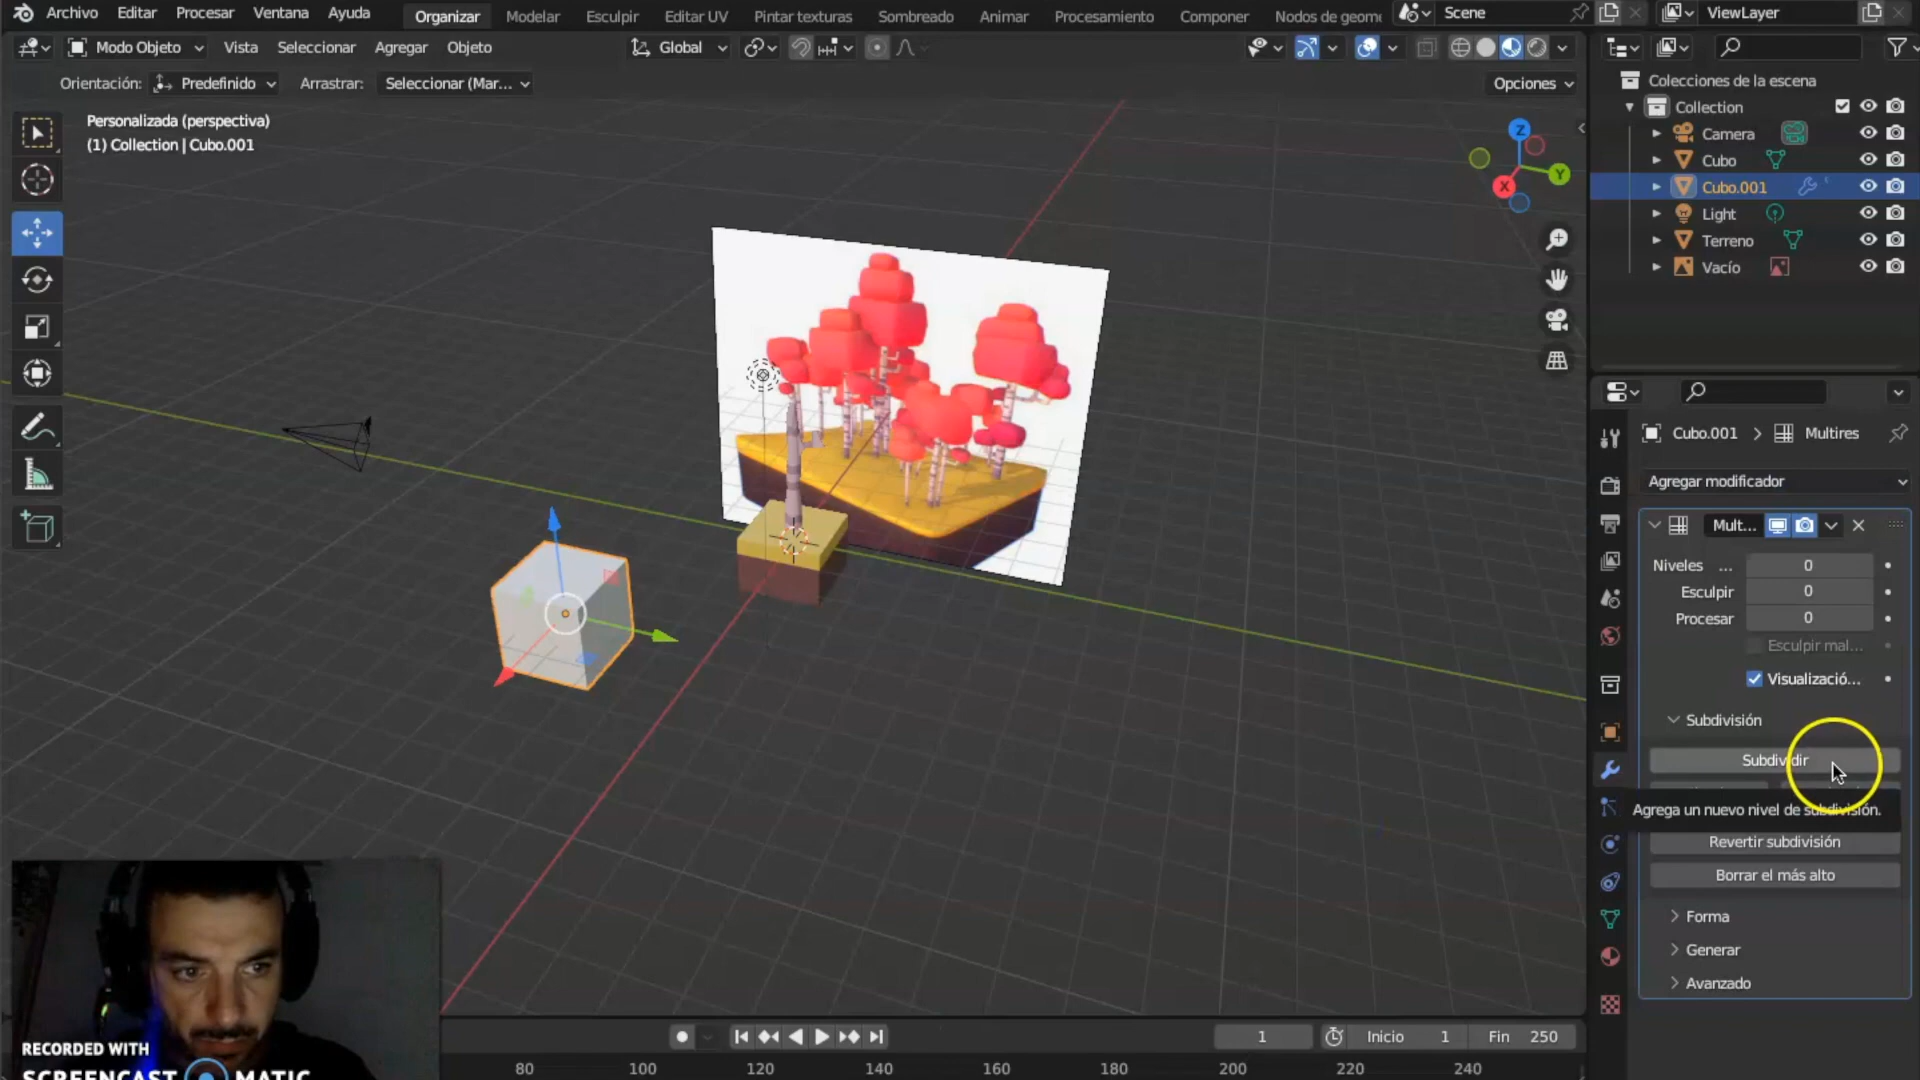 Archivo Editar Procesar Ventana Ayuda Organizar Modelar Esculpir Editar UV Pintar texturas Sombreado Animar Procesamiento Componer Nodos de geom Scene ViewLayer
Modo Objeto Vista Seleccionar Agregar Objeto Global
Orientación: Predefinido Arrastrar: Seleccionar (Mar... Opciones
Personalizada (perspectiva)
(1) Collection | Cubo.001
Z
Y
X
Colecciones de la escena
Collection
Camera
Cubo
Cubo.001
Light
Terreno
Vacío
Cubo.001 > Multires
Agregar modificador
Mult...
Niveles ... 0
Esculpir 0
Procesar 0
Esculpir mal...
Visualizació...
Subdivisión
Subdividir
Agrega un nuevo nivel de subdivisión.
Revertir subdivisión
Borrar el más alto
Forma
Generar
Avanzado
1 Inicio 1 Fin 250
80 100 120 140 160 180 200 220 240
RECORDED WITH
SCREENCAST MATIC